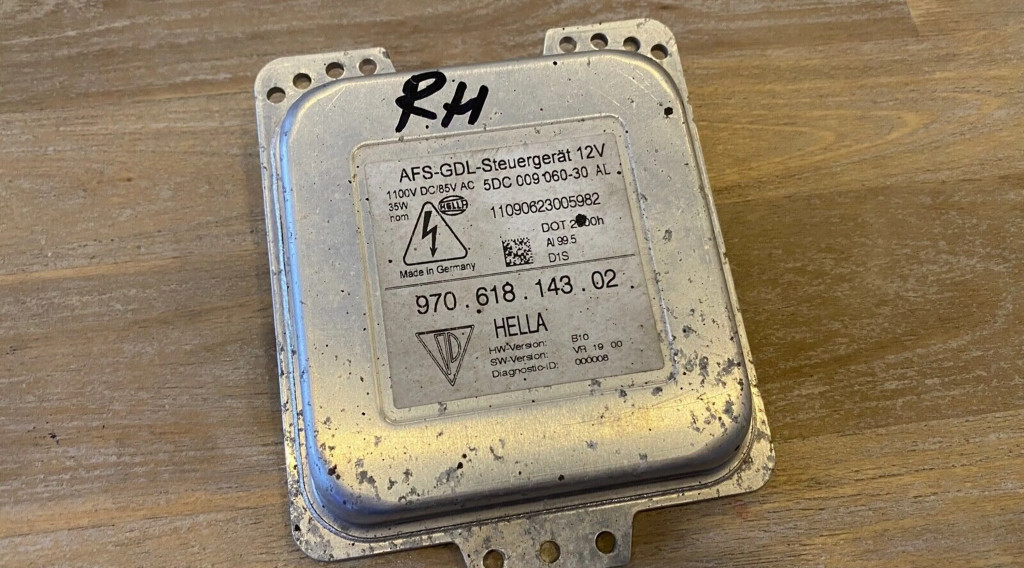 RH
AFS-GDL-Steuergerät 12V
1100V DC/85V AC 5DC 009 060-30 AL
35W
nom
HELLA
11090623005982
DOT
Al 99.5
D1S
Made in Germany
970.618.143.02
HELLA
HW-Version: B10
SW-Version: VR 19 00
Diagnostic-ID: 000008